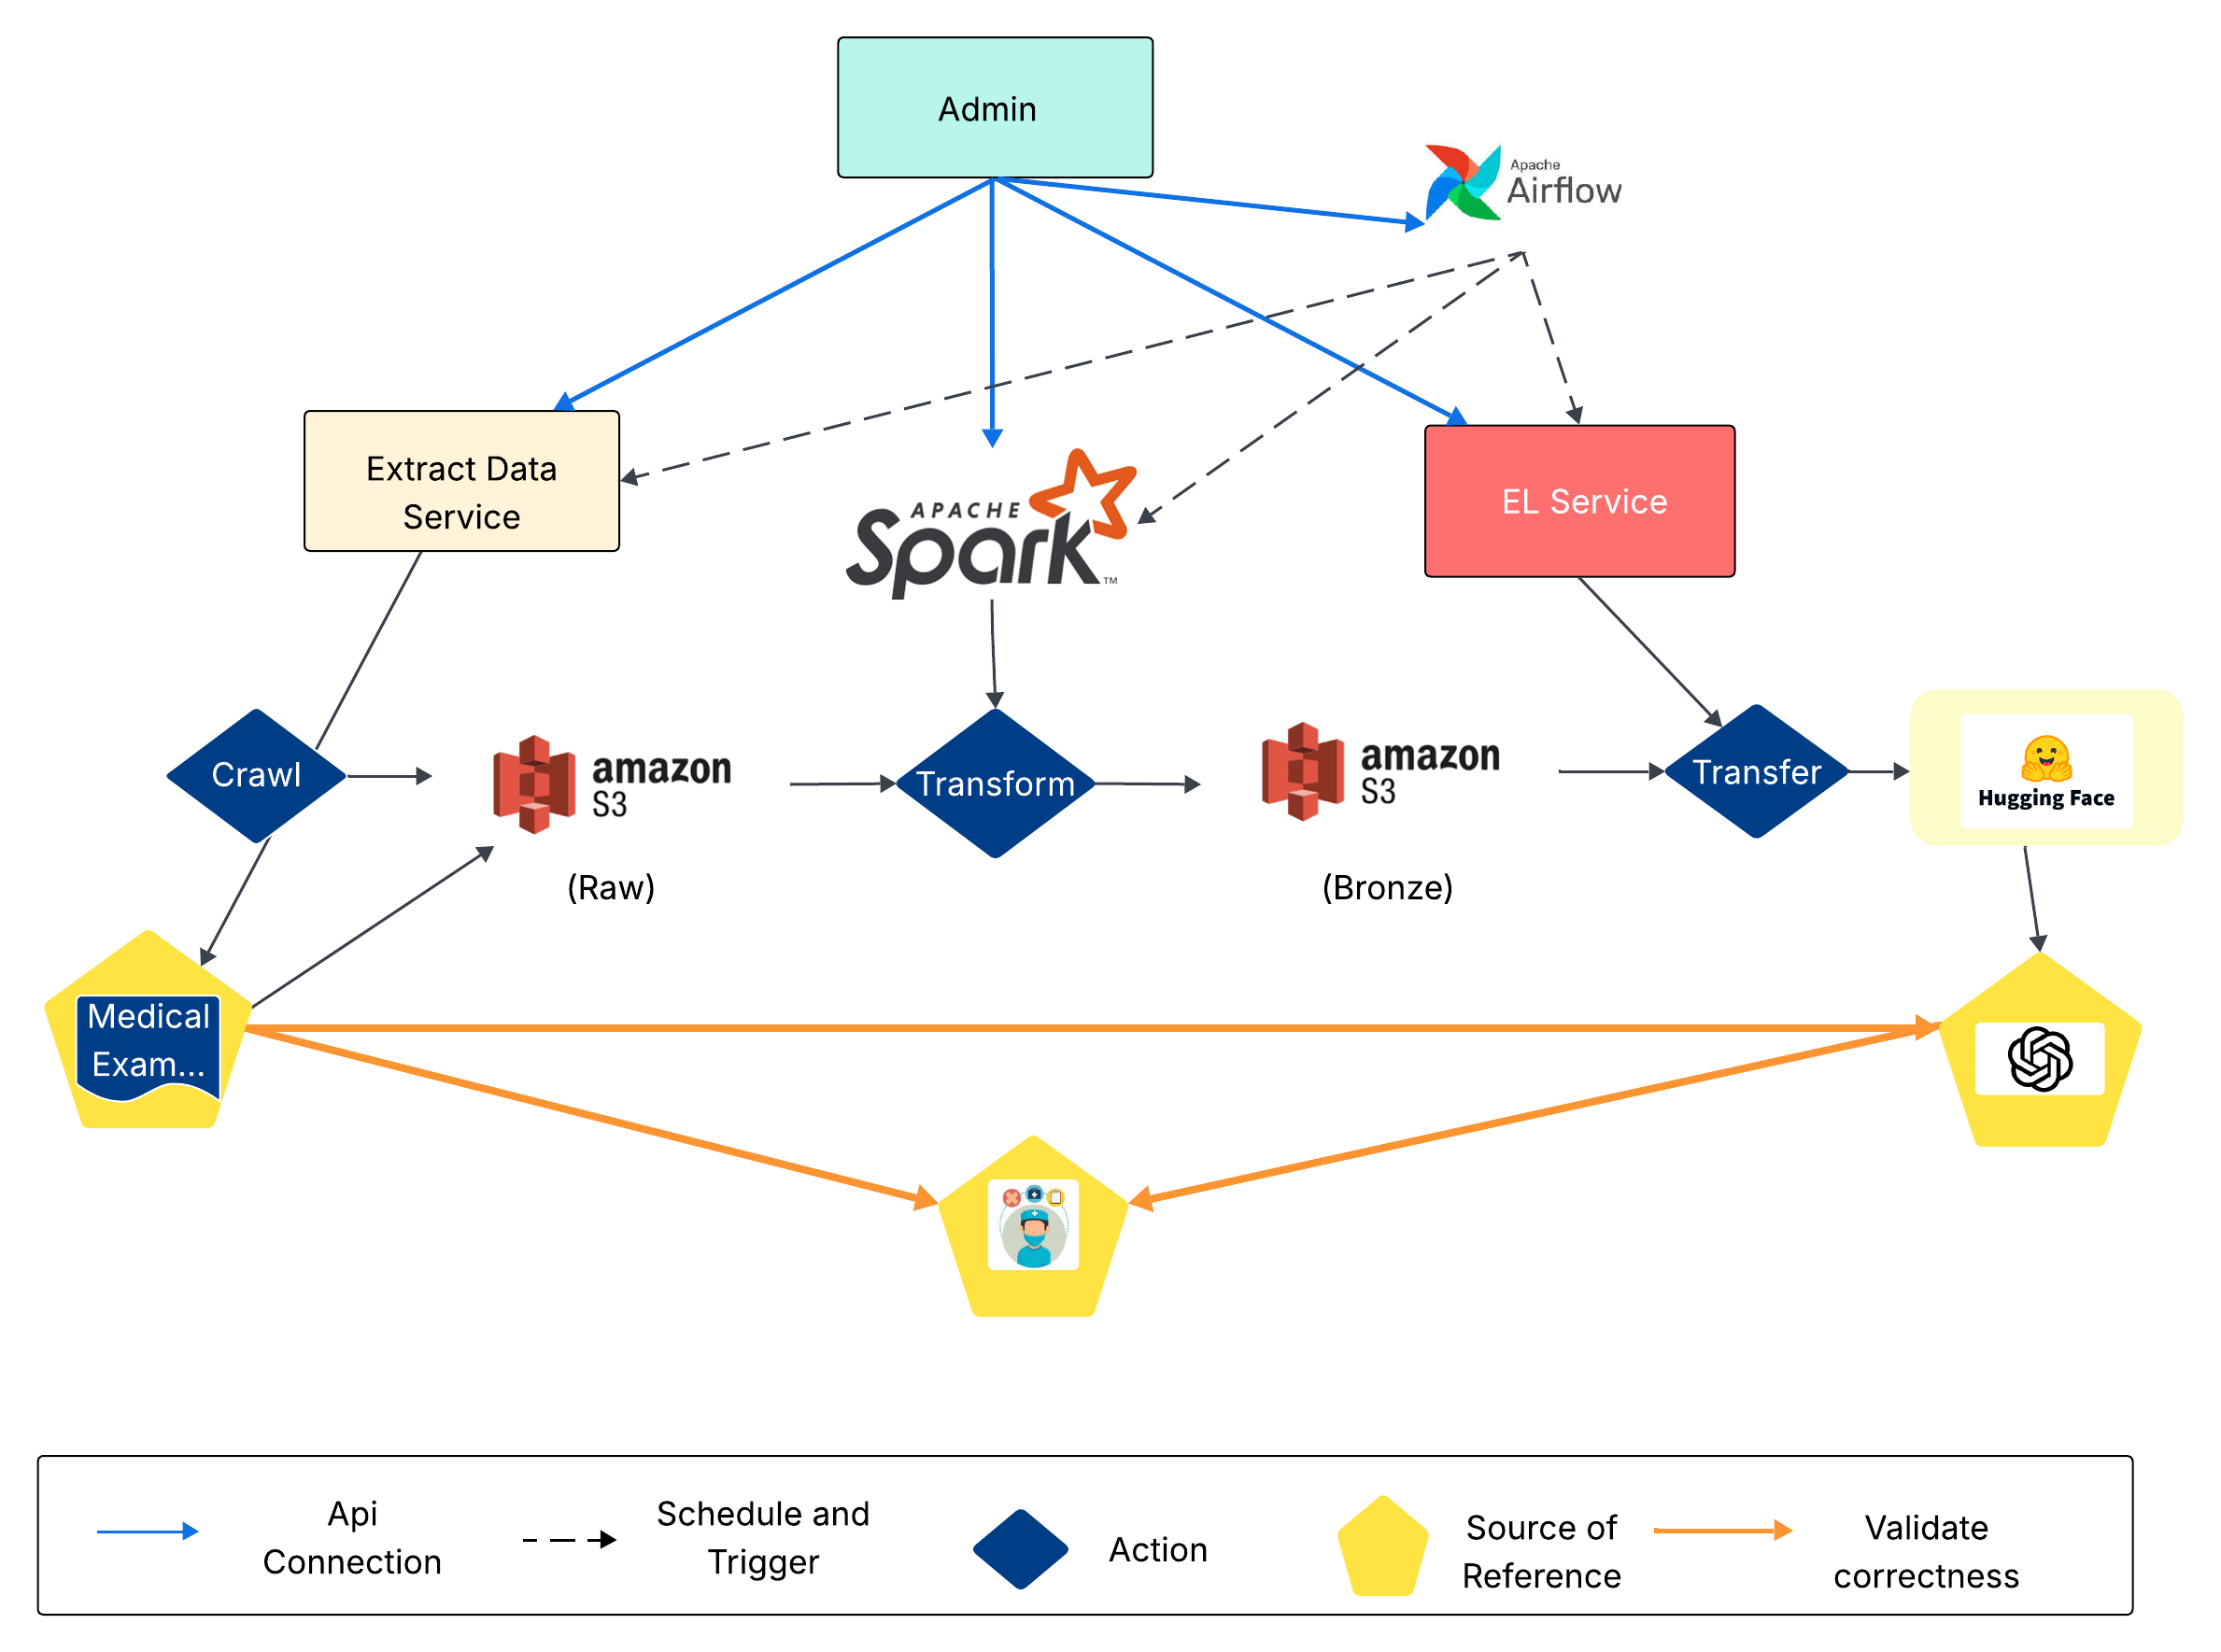 Admin
Apache
Airflow
Extract Data
Service
APACHE
Spark
TM
EL Service
Crawl
amazon
S3
(Raw)
Transform
amazon
S3
(Bronze)
Transfer
Hugging Face
Medical
Exam...
Api
Connection
Schedule and
Trigger
Action
Source of
Reference
Validate
correctness